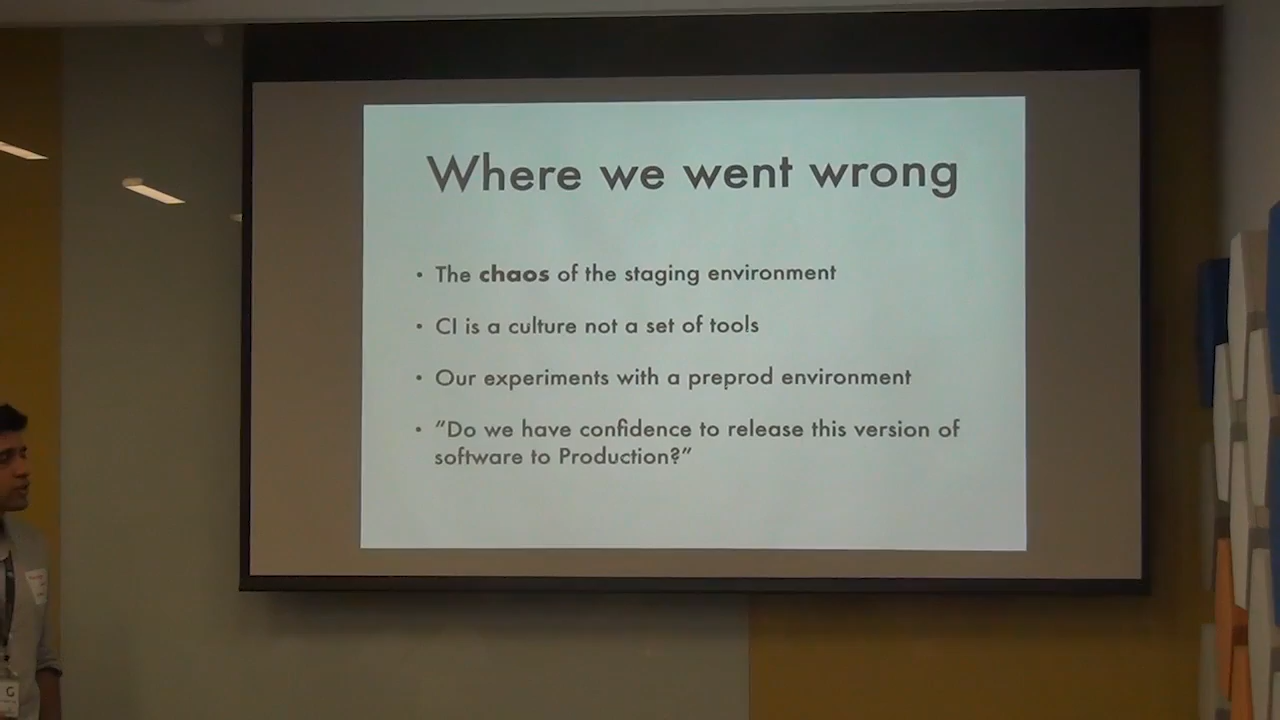 Where we went wrong
• The chaos of the staging environment
• CI is a culture not a set of tools
• Our experiments with a preprod environment
• ”Do we have confidence to release this version of
software to Production?”
G